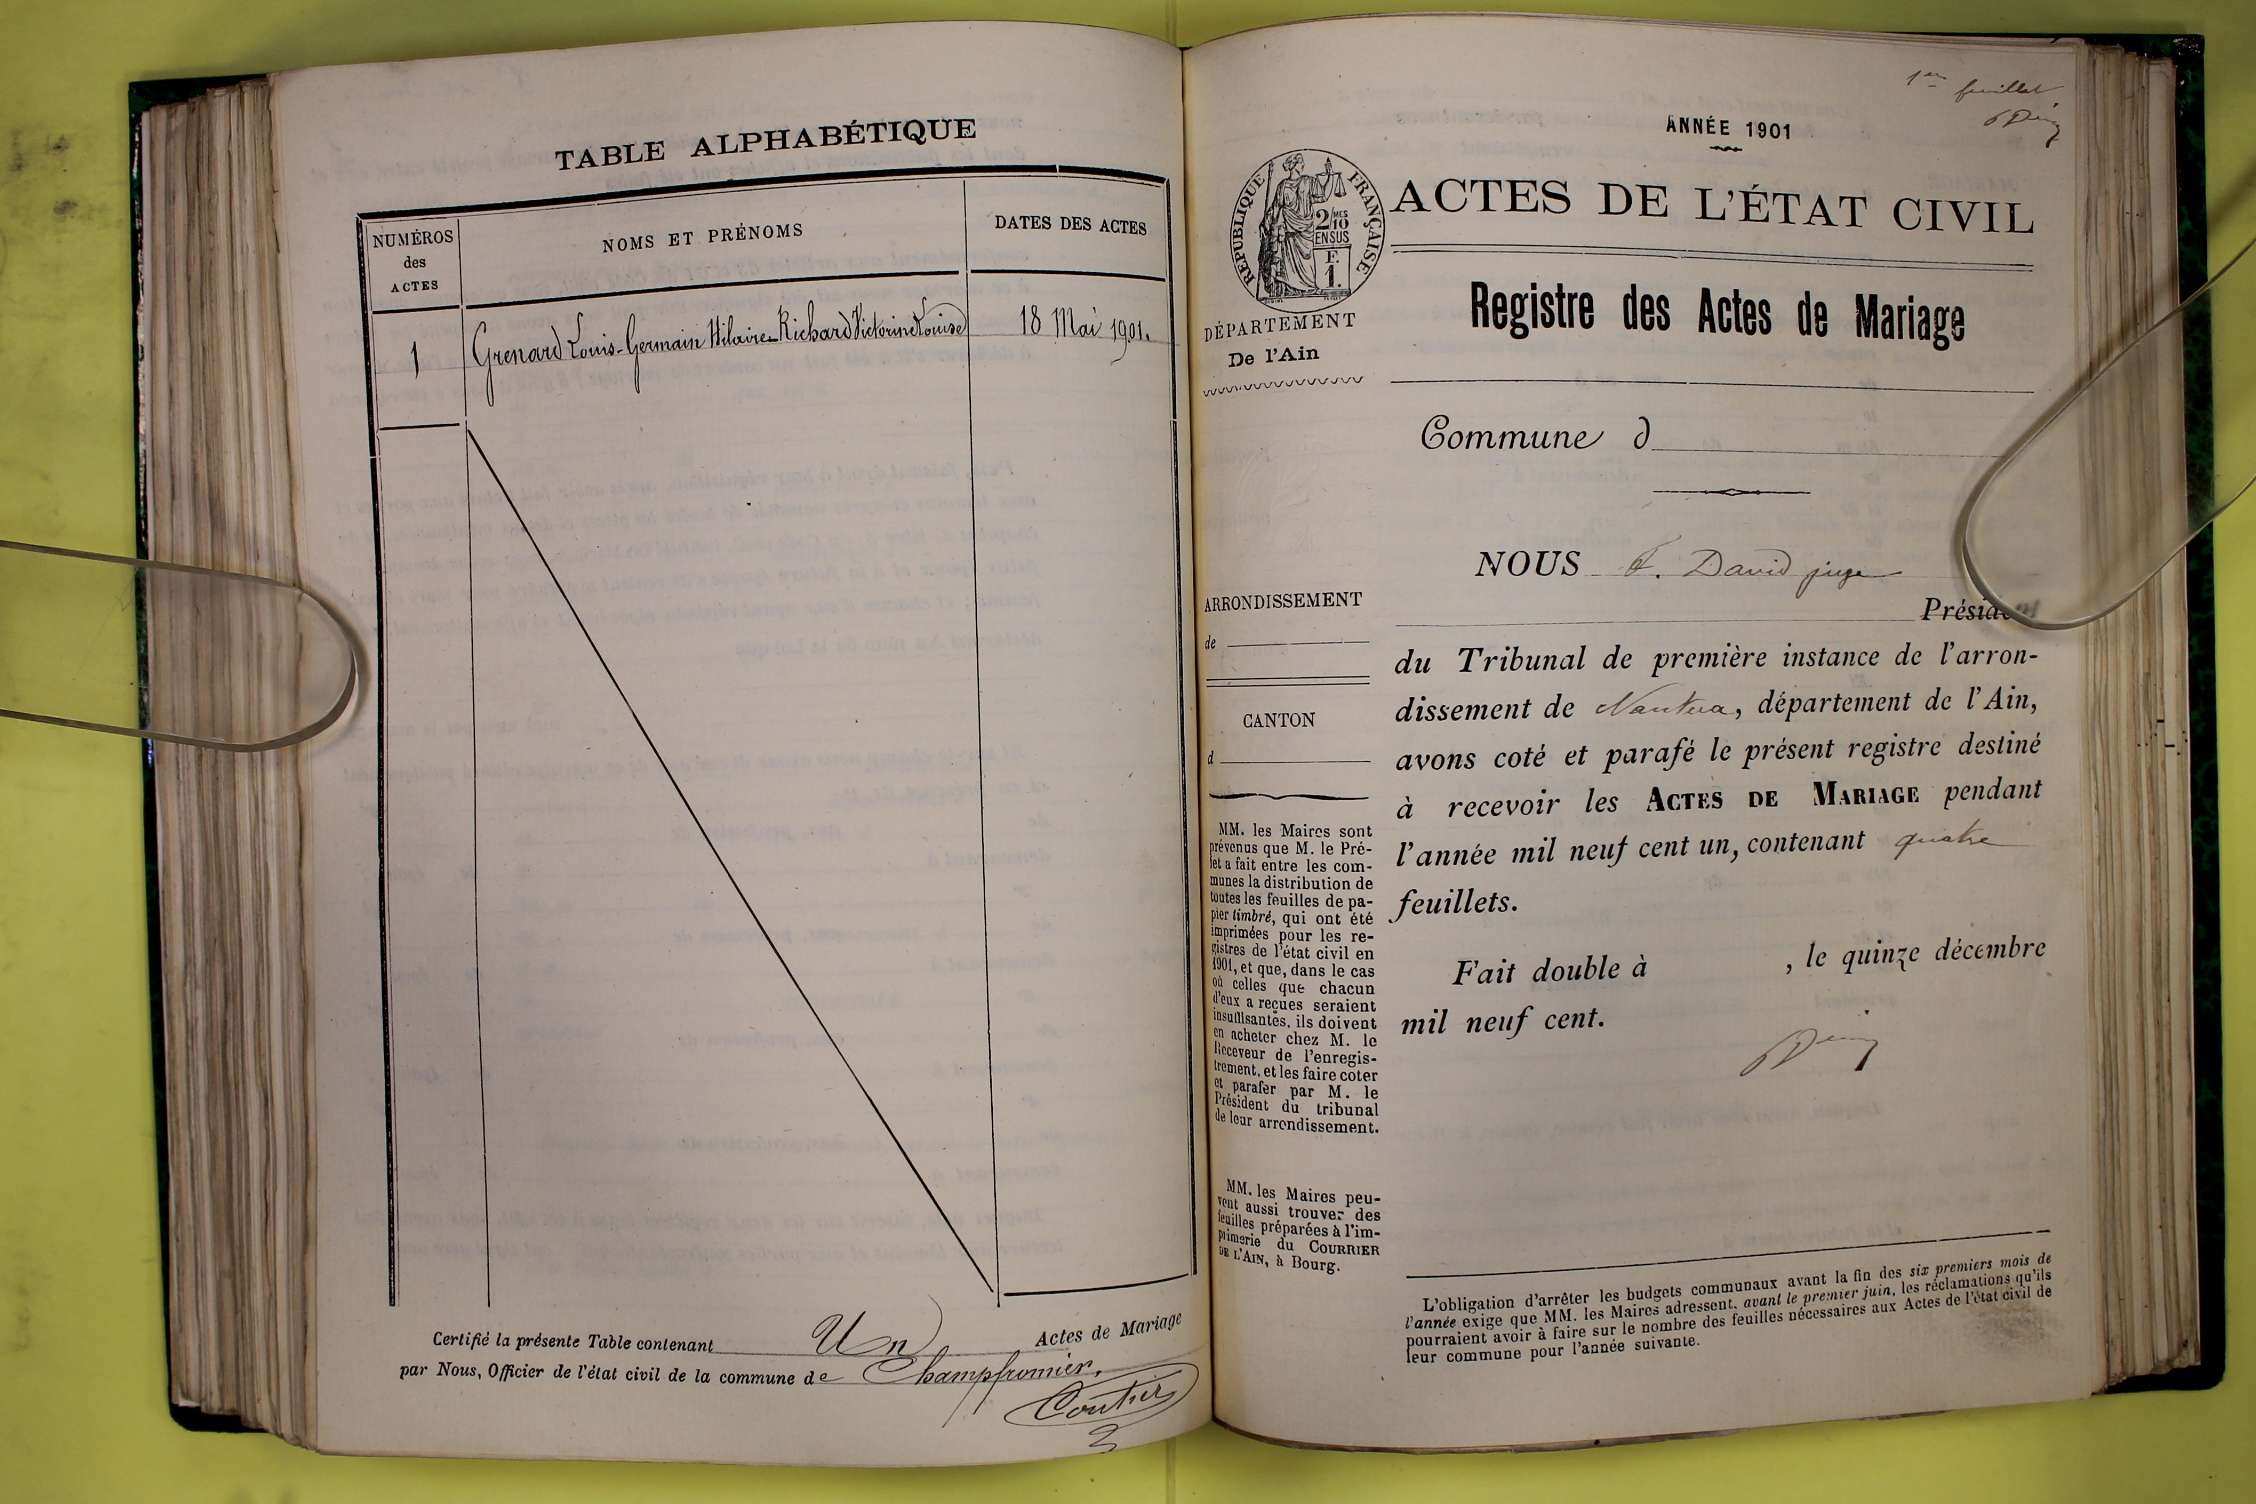 TABLE ALPHABÉTIQUE
NUMÉROS
des
ACTES
NOMS ET PRÉNOMS
DATES DES ACTES
1
Grenard Louis-Germain Hilaire - Richard Victorine Louise
18 Mai 1901.
Certifié la présente Table contenant Un Actes de Mariage
par Nous, Officier de l'état civil de la commune de Champfromier,
Coutier
1er feuillet
ANNÉE 1901
RÉPUBLIQUE FRANÇAISE
2/MES
10
EN SUS
E.
1.
ACTES DE L'ÉTAT CIVIL
DÉPARTEMENT
De l'Ain
Registre des Actes de Mariage
Commune d
NOUS F. David juge
Président
ARRONDISSEMENT
de
CANTON
d
du Tribunal de première instance de l'arron-
dissement de Nantua, département de l'Ain,
avons coté et parafé le présent registre destiné
à recevoir les ACTES DE MARIAGE pendant
l'année mil neuf cent un, contenant quatre
feuillets.
Fait double à , le quinze décembre
mil neuf cent.
MM. les Maires sont
prévenus que M. le Pré-
fet a fait entre les com-
munes la distribution de
toutes les feuilles de pa-
pier timbré, qui ont été
imprimées pour les re-
gistres de l'état civil en
1901, et que, dans le cas
où celles que chacun
d'eux a reçues seraient
insuffisantes, ils doivent
en acheter chez M. le
Receveur de l'enregis-
trement, et les faire coter
et parafer par M. le
Président du tribunal
de leur arrondissement.
MM. les Maires peu-
vent aussi trouver des
feuilles préparées à l'im-
primerie du COURRIER
DE L'AIN, à Bourg.
L'obligation d'arrêter les budgets communaux avant la fin des six premiers mois de
l'année exige que MM. les Maires adressent, avant le premier juin, les réclamations qu'ils
pourraient avoir à faire sur le nombre des feuilles nécessaires aux Actes de l'état civil de
leur commune pour l'année suivante.